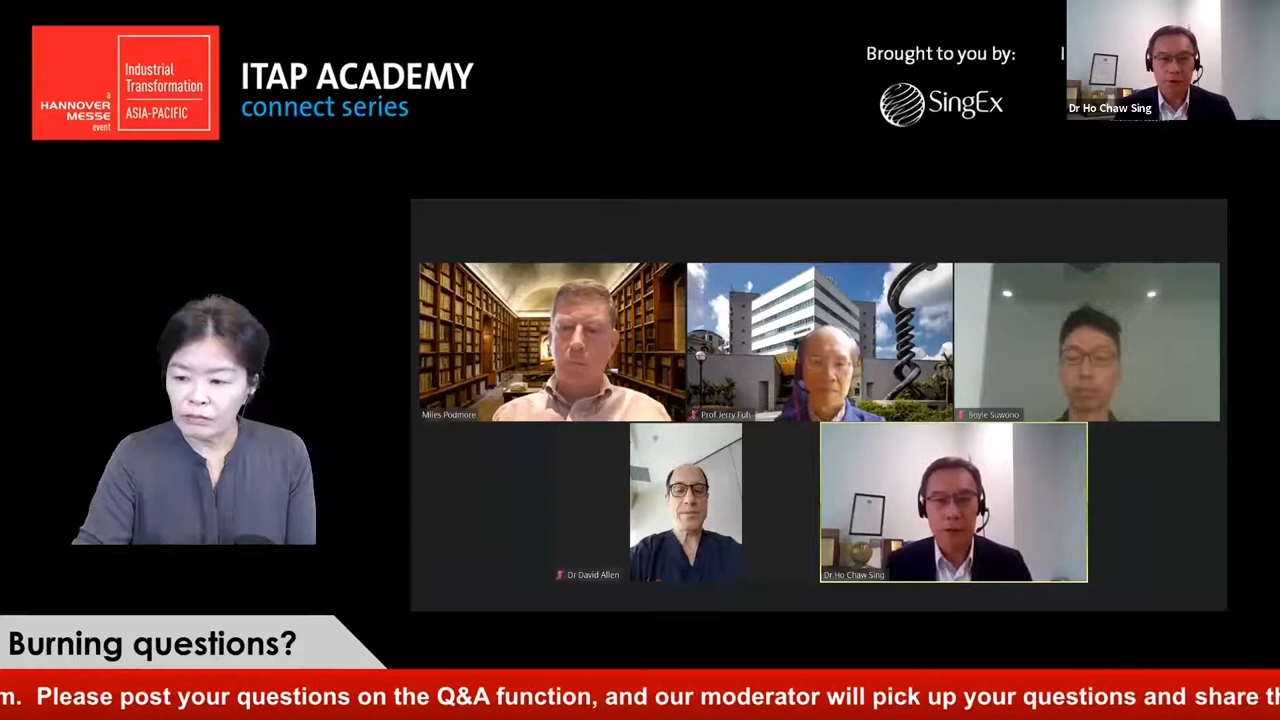 a
HANNOVER
MESSE
event
Industrial
Transformation
ASIA-PACIFIC
ITAP ACADEMY
connect series
Brought to you by:
SingEx
Dr Ho Chaw Sing
Miles Podmore
Prof Jerry Fuh
Boyle Suwono
Dr David Allen
Dr Ho Chaw Sing
Burning questions?
m. Please post your questions on the Q&A function, and our moderator will pick up your questions and share th